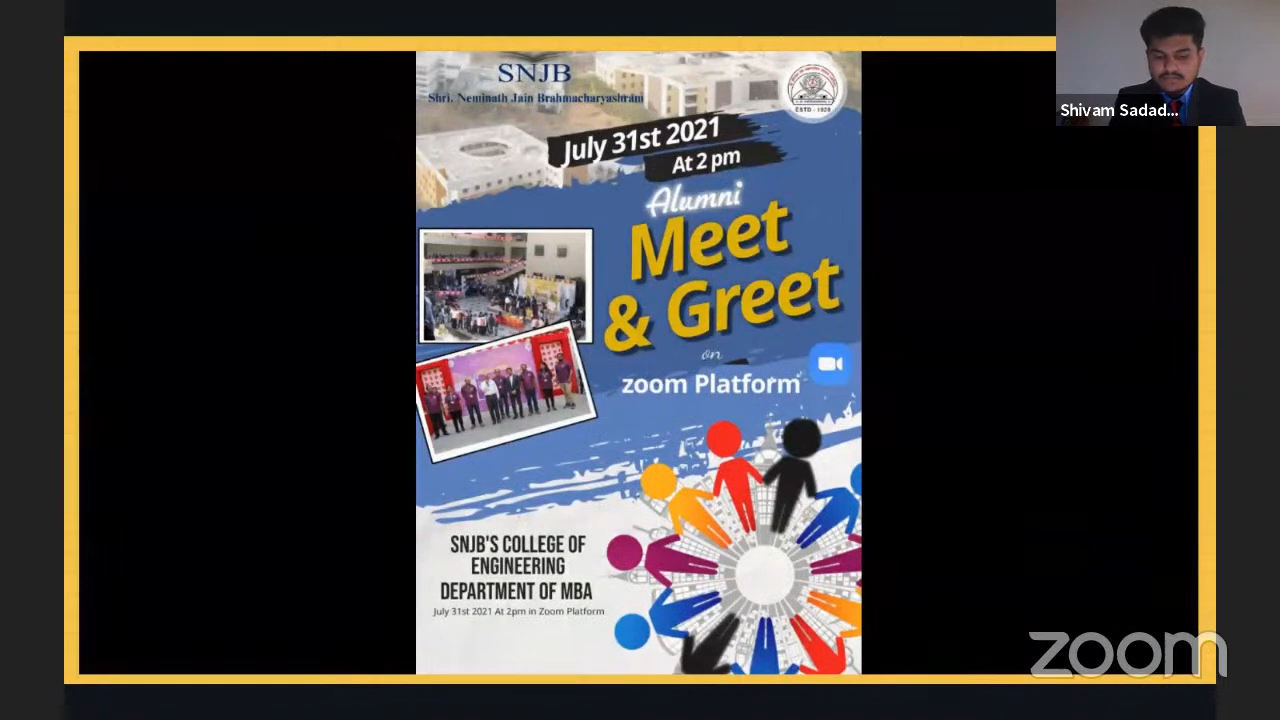 SNJB
Shri. Neminath Jain Brahmacharyashram
ESTD - 1928
July 31st 2021
At 2 pm
Alumni
Meet
& Greet
on
zoom Platform
SNJB'S COLLEGE OF
ENGINEERING
DEPARTMENT OF MBA
July 31st 2021 At 2pm in Zoom Platform
Shivam Sadad...
zoom